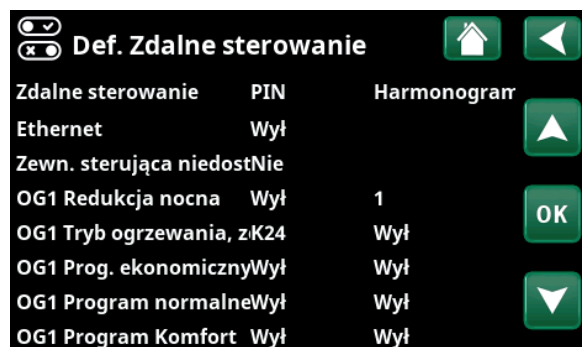 Def. Zdalne sterowanie
Zdalne sterowanie PIN Harmonogram
Ethernet Wył
Zewn. sterująca niedostNie
OG1 Redukcja nocna Wył 1
OG1 Tryb ogrzewania, zK24 Wył
OG1 Prog. ekonomicznyWył Wył
OG1 Program normalneWył Wył
OG1 Program Komfort Wył Wył
OK